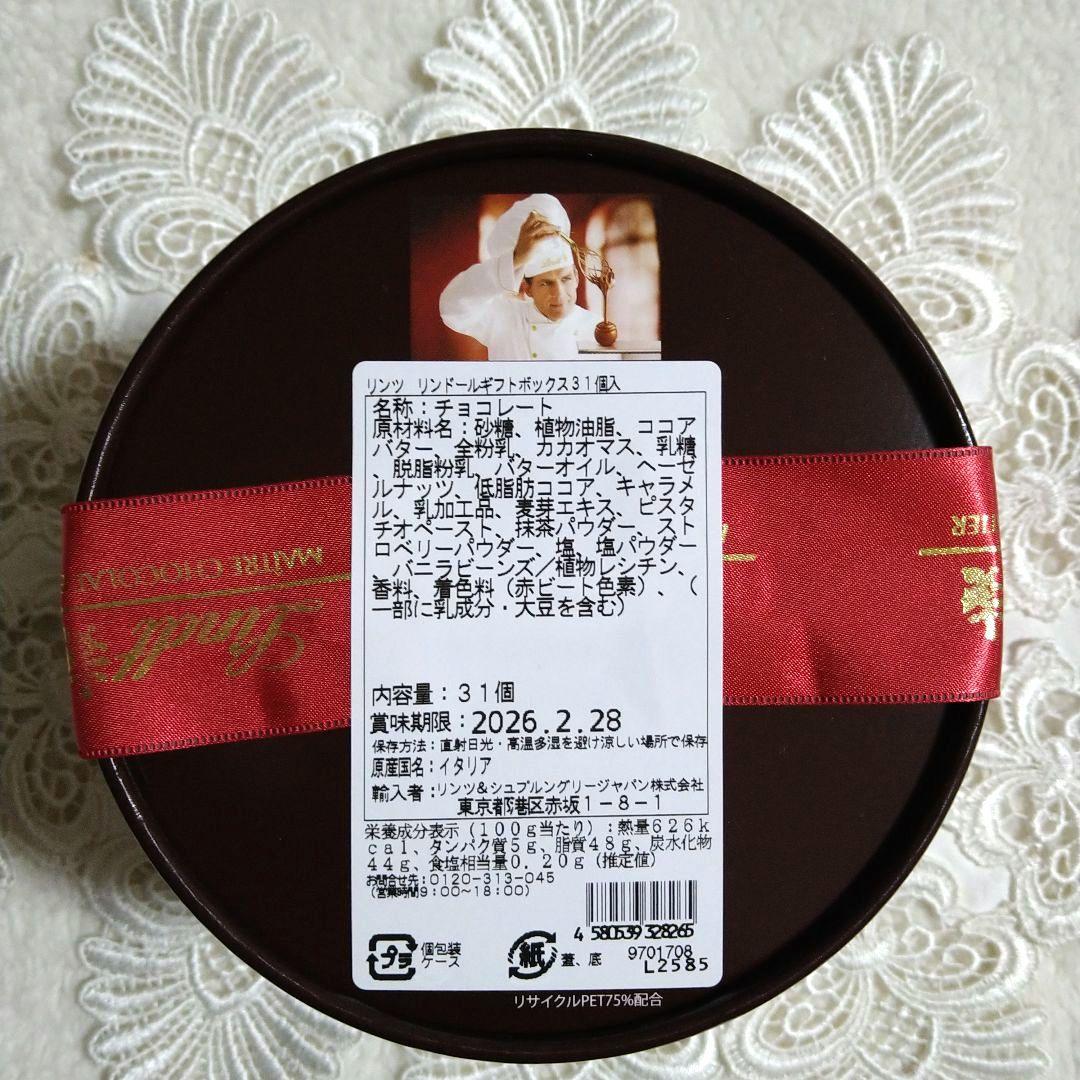 リンツ　リンドールギフトボックス３１個入
名称：チョコレート
原材料名：砂糖、植物油脂、ココア
バター、全粉乳、カカオマス、乳糖
、脱脂粉乳、バターオイル、ヘーゼ
ルナッツ、低脂肪ココア、キャラメ
ル、乳加工品、麦芽エキス、ピスタ
チオペースト、抹茶パウダー、スト
ロベリーパウダー、塩、塩パウダー
、バニラビーンズ／植物レシチン、
香料、着色料（赤ビート色素）、（
一部に乳成分・大豆を含む）
内容量：３１個
賞味期限：2026.2.28
保存方法：直射日光・高温多湿を避け涼しい場所で保存
原産国名：イタリア
輸入者：リンツ＆シュプルングリージャパン株式会社
東京都港区赤坂１－８－１
栄養成分表示（１００ｇ当たり）：熱量６２６ｋ
ｃａｌ、タンパク質５ｇ、脂質４８ｇ、炭水化物
４４ｇ、食塩相当量０．２０ｇ（推定値）
お問合せ先：０１２０－３１３－０４５
（営業時間９：００～１８：００）
4 580539 328265
9701708
L2585
プラ
個包装
ケース
紙
蓋、底
リサイクルPET75%配合
MAÎTRE CHOCOLAT
Lindt
TIER